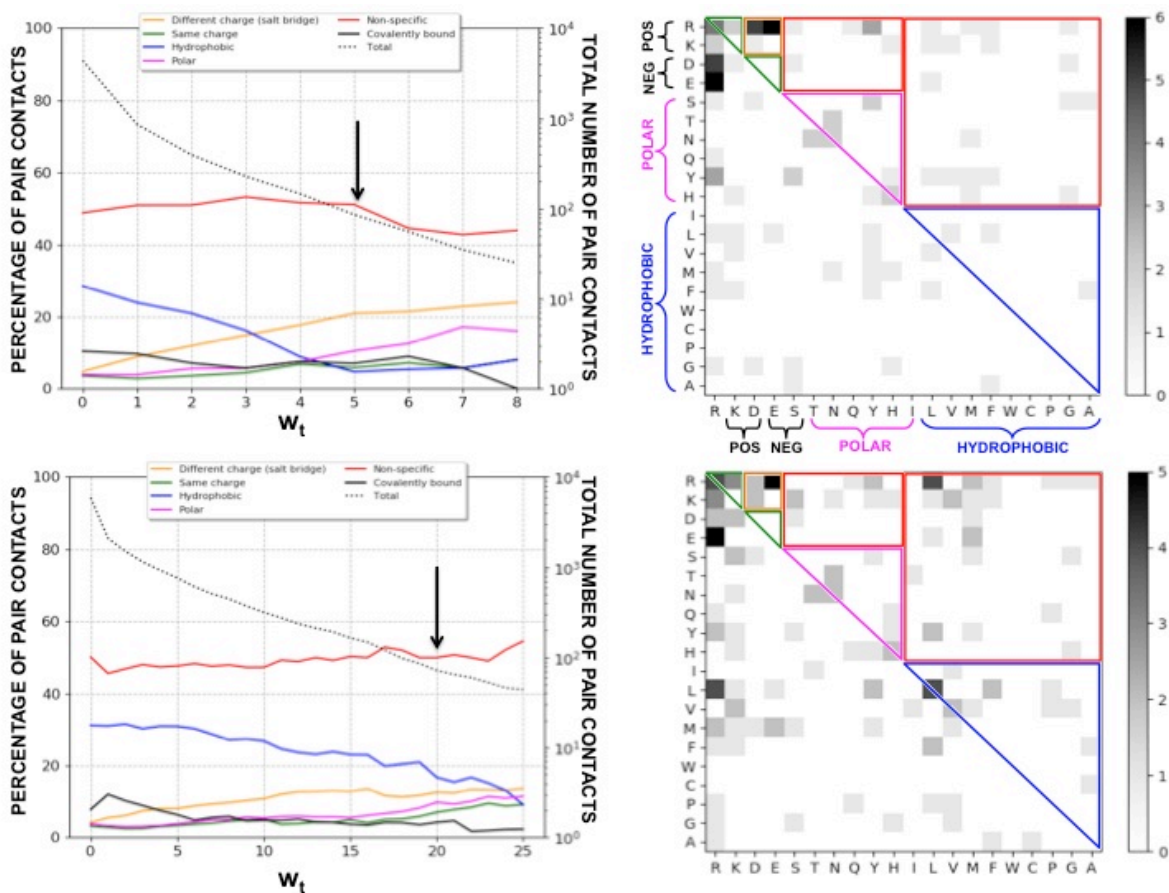 100
80
60
40
20
0
PERCENTAGE OF PAIR CONTACTS
Different charge (salt bridge)
Same charge
Hydrophobic
Polar
Non-specific
Covalently bound
Total
10^4
10^3
10^2
10^1
10^0
TOTAL NUMBER OF PAIR CONTACTS
0 1 2 3 4 5 6 7 8
w_t
POS
NEG
POLAR
HYDROPHOBIC
R
K
D
E
S
T
N
Q
Y
H
I
L
V
M
F
W
C
P
G
A
R K D E S T N Q Y H I L V M F W C P G A
POS NEG POLAR HYDROPHOBIC
6
5
4
3
2
1
0
100
80
60
40
20
0
PERCENTAGE OF PAIR CONTACTS
Different charge (salt bridge)
Same charge
Hydrophobic
Polar
Non-specific
Covalently bound
Total
10^4
10^3
10^2
10^1
10^0
TOTAL NUMBER OF PAIR CONTACTS
0 5 10 15 20 25
w_t
R
K
D
E
S
T
N
Q
Y
H
I
L
V
M
F
W
C
P
G
A
R K D E S T N Q Y H I L V M F W C P G A
5
4
3
2
1
0